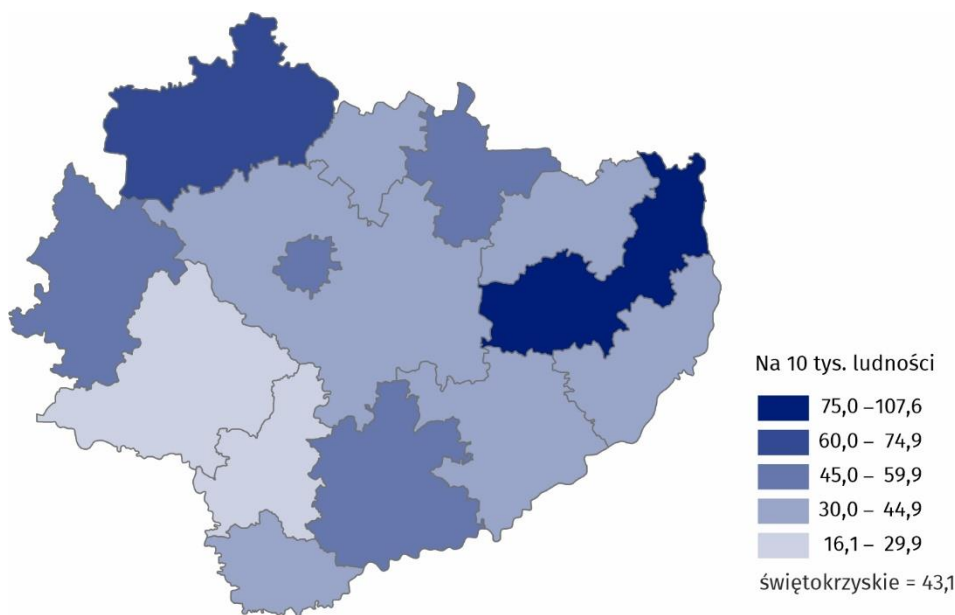 Na 10 tys. ludności
75,0 –107,6
60,0 – 74,9
45,0 – 59,9
30,0 – 44,9
16,1 – 29,9
świętokrzyskie = 43,1